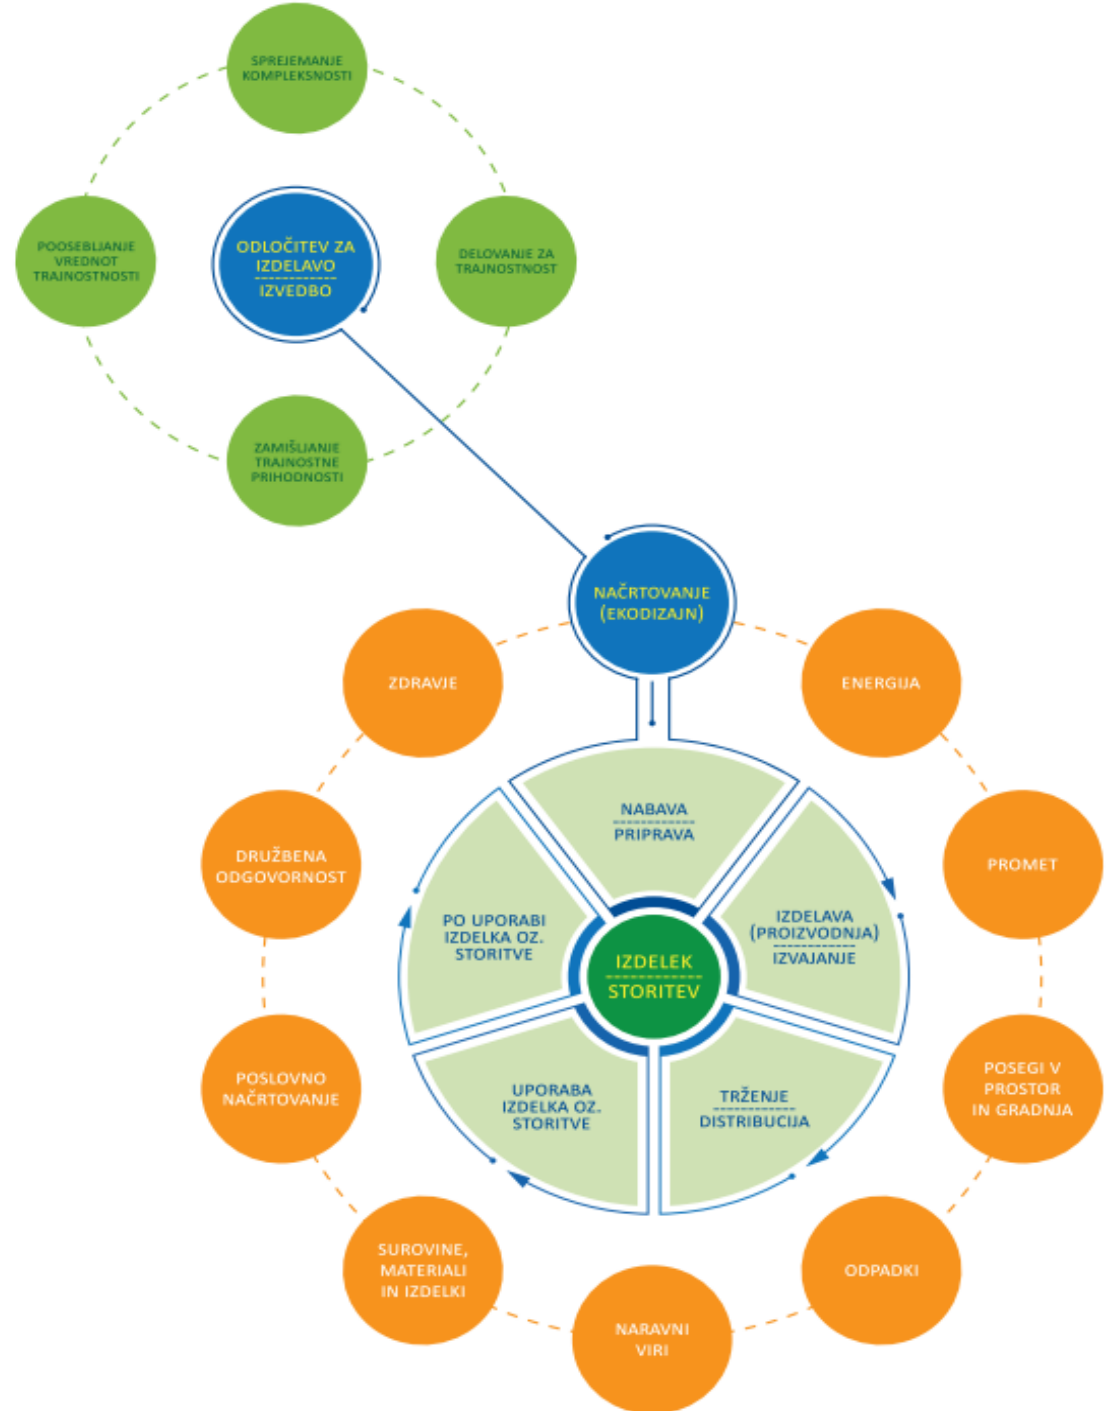 SPREJEMANJE
KOMPLEKSNOSTI
POOSEBLJANJE
VREDNOT
TRAJNOSTNOSTI
ODLOČITEV ZA
IZDELAVO
IZVEDBO
DELOVANJE ZA
TRAJNOSTNOST
ZAMIŠLJANJE
TRAJNOSTNE
PRIHODNOSTI
NAČRTOVANJE
(EKODIZAJN)
ZDRAVJE
ENERGIJA
NABAVA
PRIPRAVA
DRUŽBENA
ODGOVORNOST
PROMET
PO UPORABI
IZDELKA OZ.
STORITVE
IZDELAVA
(PROIZVODNJA)
IZVAJANJE
IZDELEK
STORITEV
POSLOVNO
NAČRTOVANJE
UPORABA
IZDELKA OZ.
STORITVE
TRŽENJE
DISTRIBUCIJA
POSEGI V
PROSTOR
IN GRADNJA
SUROVINE,
MATERIALI
IN IZDELKI
ODPADKI
NARAVNI
VIRI